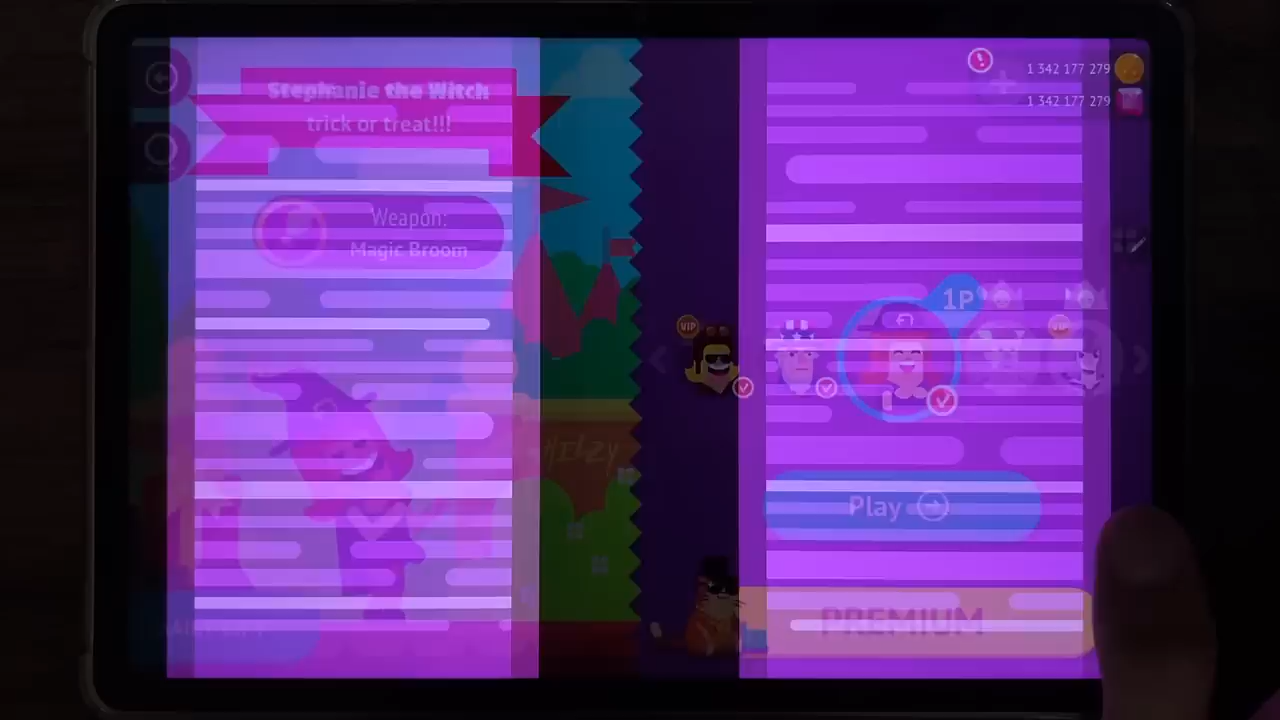 Stephanie the Witch
trick or treat!!!
Weapon:
Magic Broom
1 342 177 279
1 342 177 279
VIP
1P
VIP
Play
PREMIUM